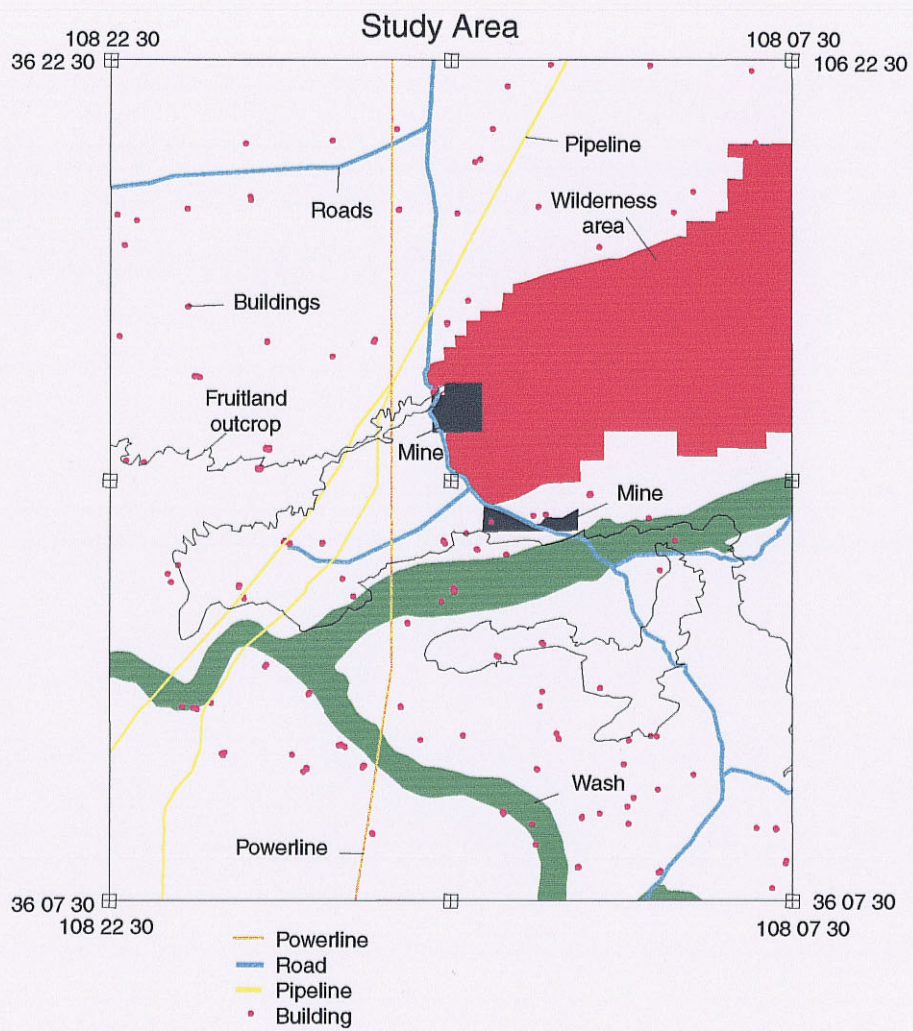 Study Area
108 22 30
108 07 30
36 22 30
106 22 30
Pipeline
Roads
Wilderness
area
Buildings
Fruitland
outcrop
Mine
Mine
Wash
Powerline
36 07 30
36 07 30
108 22 30
108 07 30
Powerline
Road
Pipeline
Building